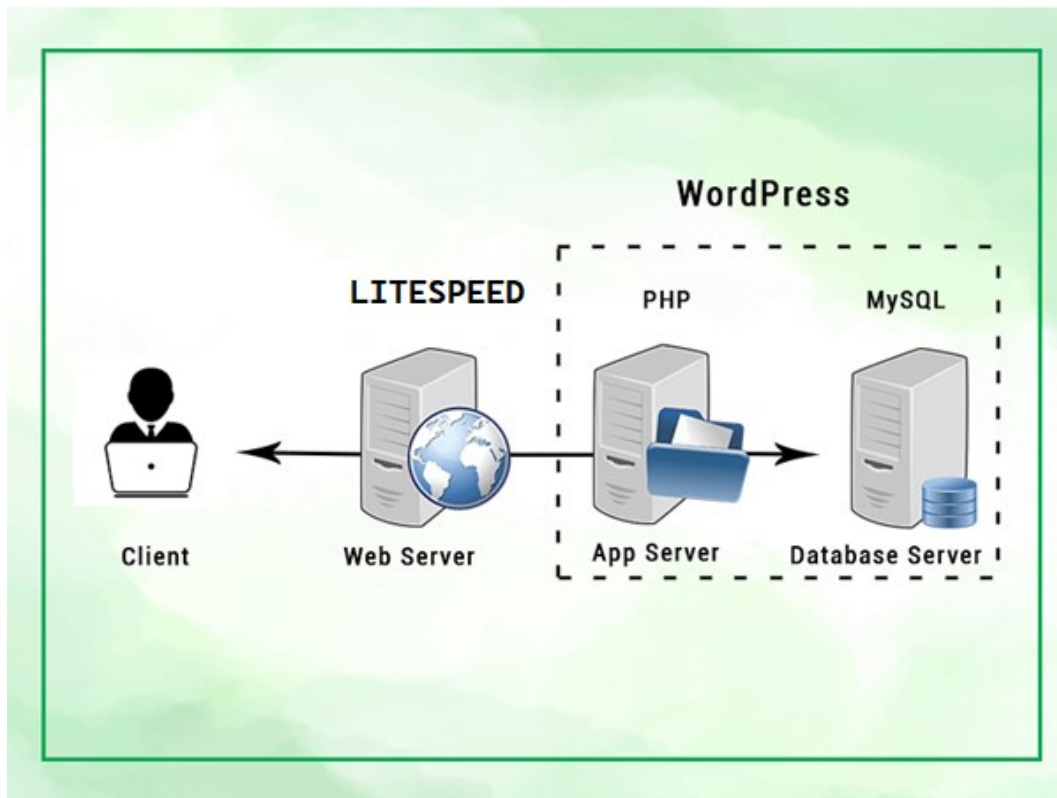 WordPress
LITESPEED
PHP
MySQL
Client
Web Server
App Server
Database Server